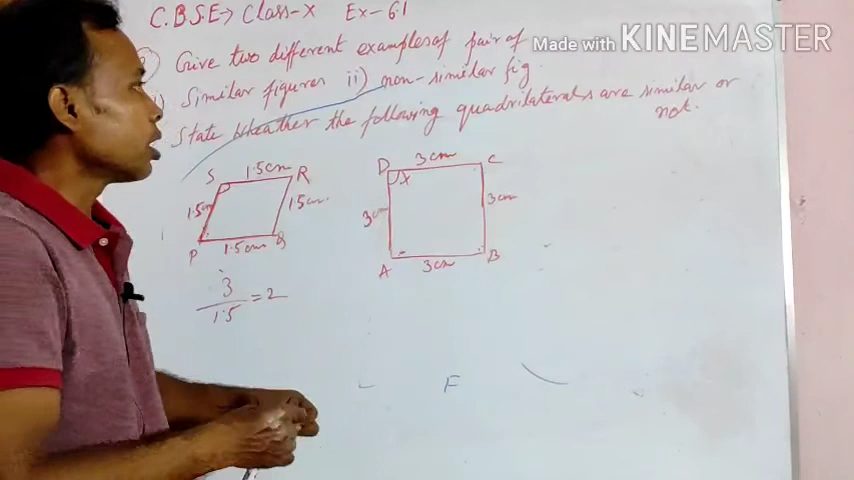 C.B.S.E→ Class-X Ex-6.1
Give two different examples of pair of
Made with KINEMASTER
i) Similar figures ii) non-similar fig
State wheather the following quadrilaterals are similar or
not.
S 1.5cm R
1.5cm 1.5cm.
P 1.5cm Q
D 3cm C
X
3cm 3cm
A 3cm B
3
1.5 = 2
F